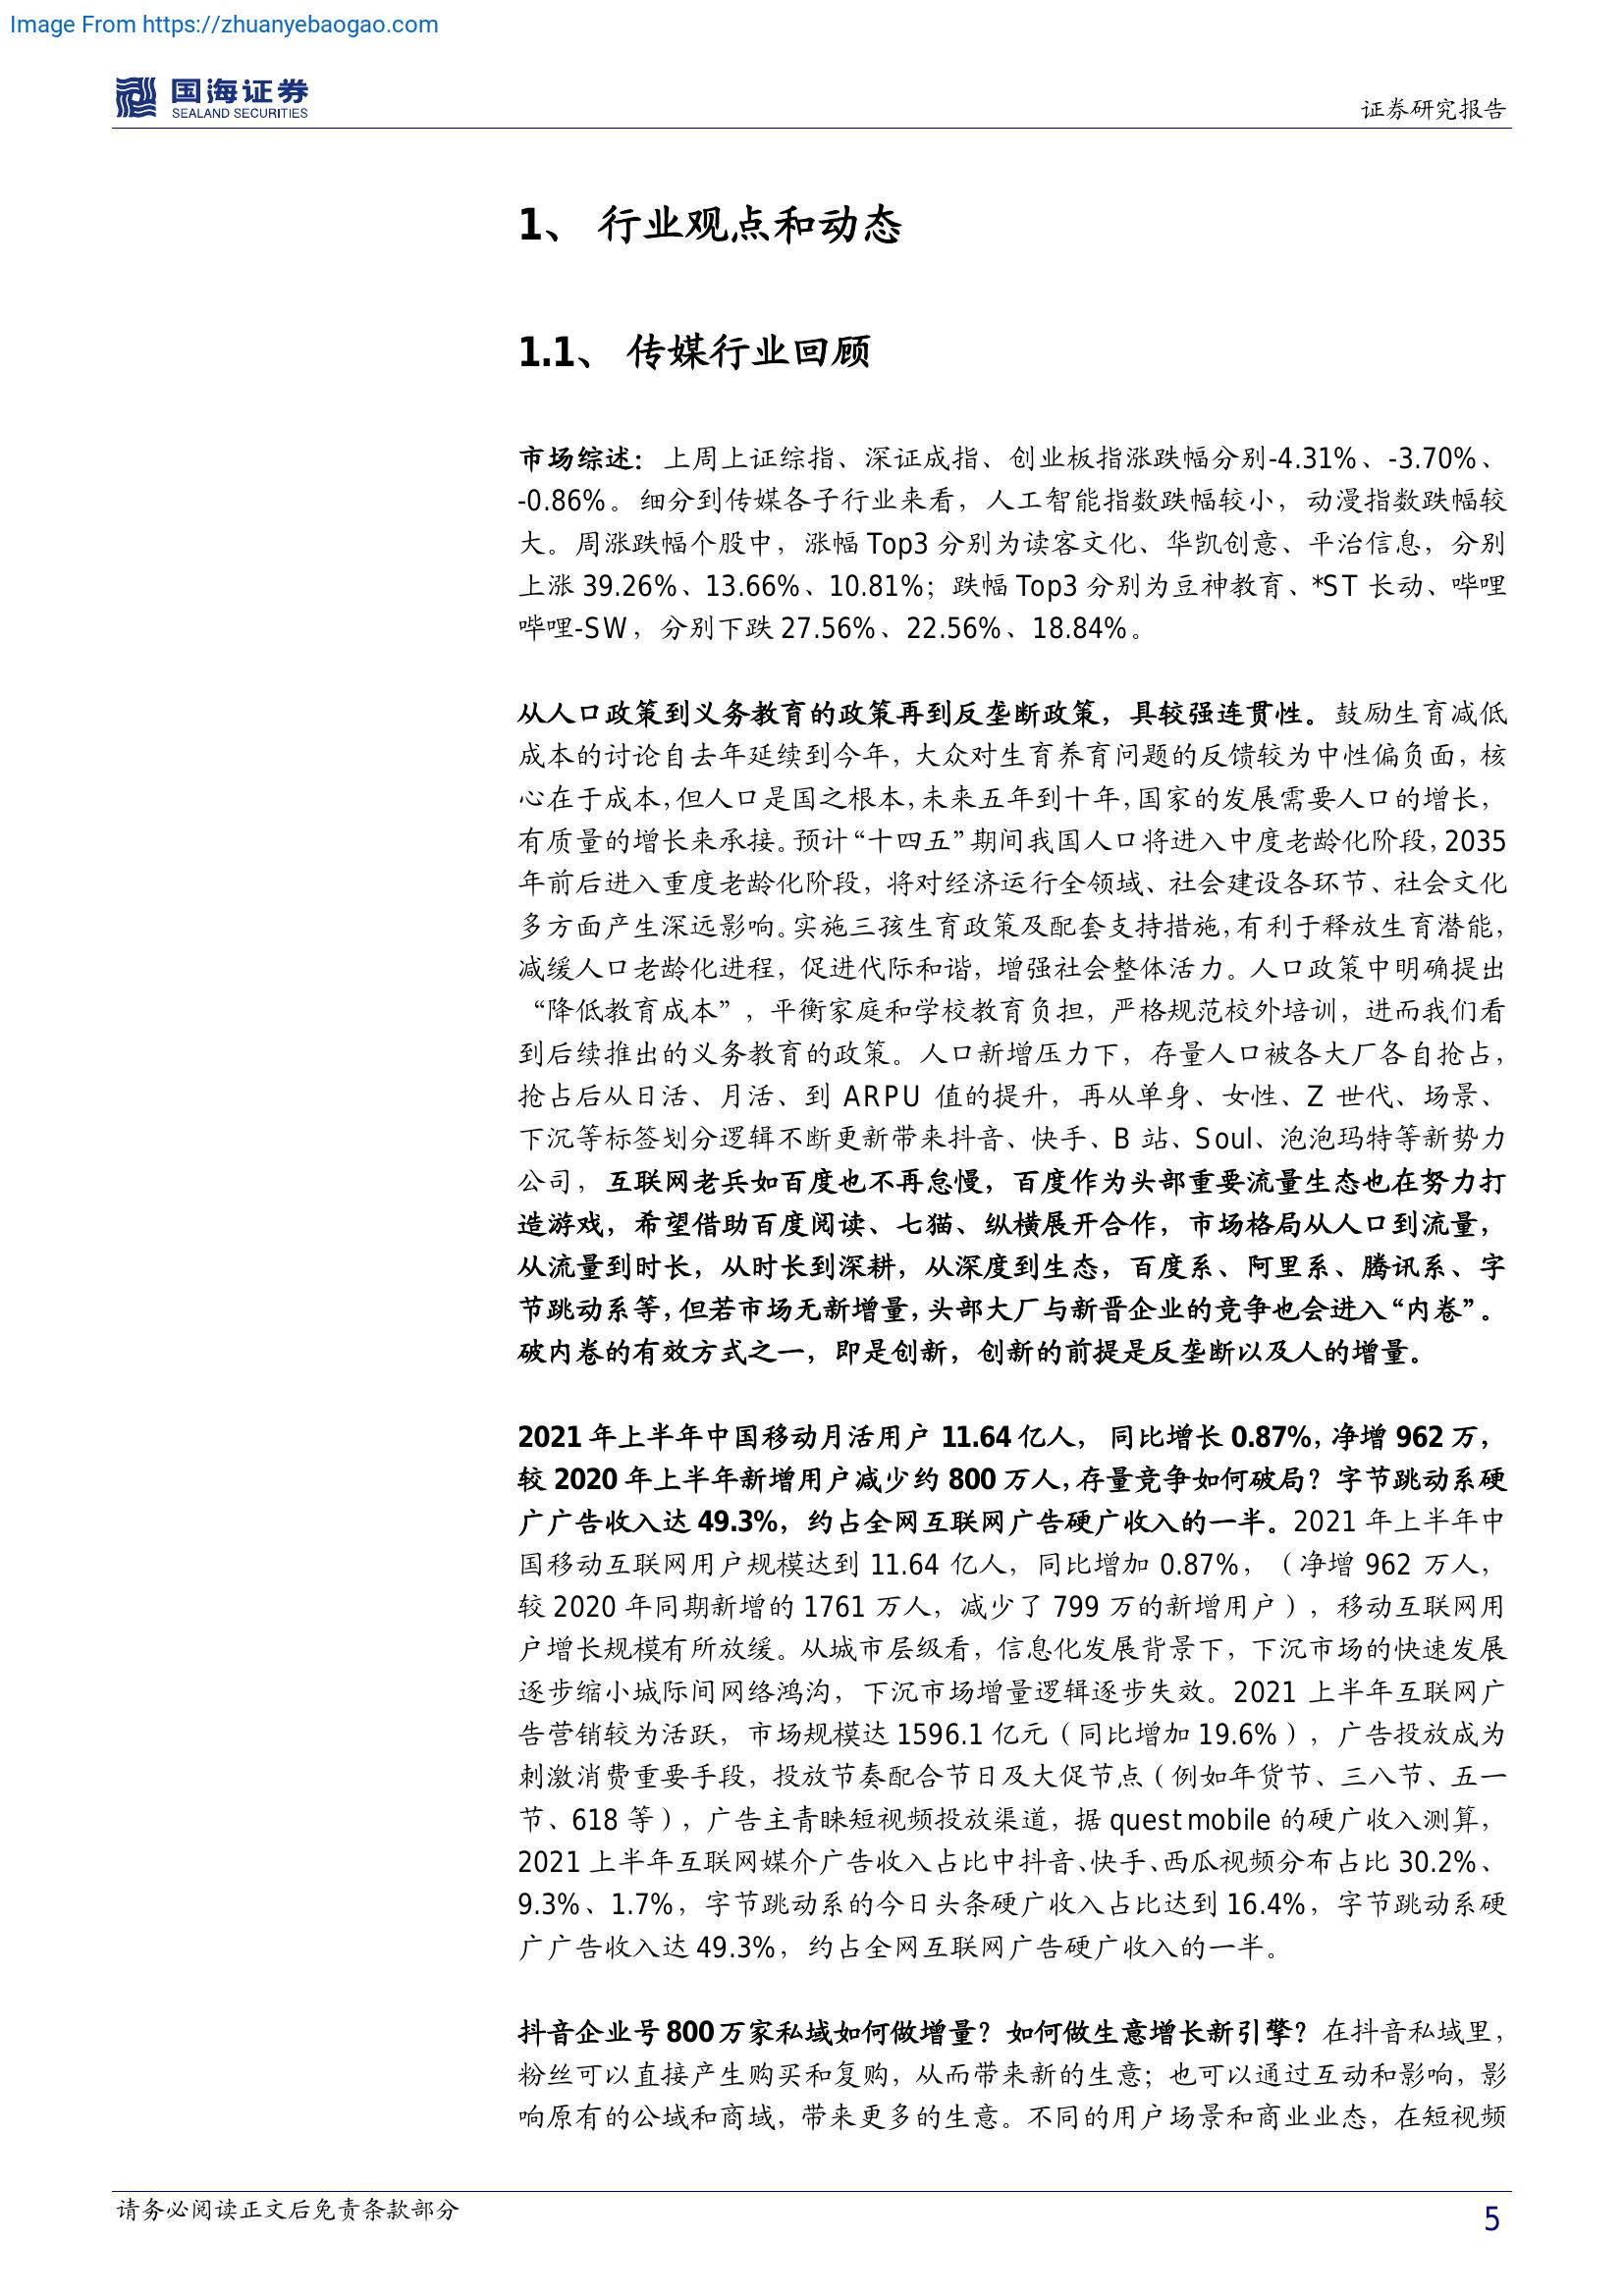 Image From https://zhuanyebaogao.com
国海证券
SEALAND SECURITIES
证券研究报告
1、 行业观点和动态
1.1、 传媒行业回顾
市场综述：上周上证综指、深证成指、创业板指涨跌幅分别-4.31%、-3.70%、
-0.86%。细分到传媒各子行业来看，人工智能指数跌幅较小，动漫指数跌幅较
大。周涨跌幅个股中，涨幅 Top3 分别为读客文化、华凯创意、平治信息，分别
上涨 39.26%、13.66%、10.81%；跌幅 Top3 分别为豆神教育、*ST 长动、哔哩
哔哩-SW，分别下跌 27.56%、22.56%、18.84%。
从人口政策到义务教育的政策再到反垄断政策，具较强连贯性。鼓励生育减低
成本的讨论自去年延续到今年，大众对生育养育问题的反馈较为中性偏负面，核
心在于成本，但人口是国之根本，未来五年到十年，国家的发展需要人口的增长，
有质量的增长来承接。预计“十四五”期间我国人口将进入中度老龄化阶段，2035
年前后进入重度老龄化阶段，将对经济运行全领域、社会建设各环节、社会文化
多方面产生深远影响。实施三孩生育政策及配套支持措施，有利于释放生育潜能，
减缓人口老龄化进程，促进代际和谐，增强社会整体活力。人口政策中明确提出
“降低教育成本”，平衡家庭和学校教育负担，严格规范校外培训，进而我们看
到后续推出的义务教育的政策。人口新增压力下，存量人口被各大厂各自抢占，
抢占后从日活、月活、到 ARPU 值的提升，再从单身、女性、Z 世代、场景、
下沉等标签划分逻辑不断更新带来抖音、快手、B 站、Soul、泡泡玛特等新势力
公司，互联网老兵如百度也不再怠慢，百度作为头部重要流量生态也在努力打
造游戏，希望借助百度阅读、七猫、纵横展开合作，市场格局从人口到流量，
从流量到时长，从时长到深耕，从深度到生态，百度系、阿里系、腾讯系、字
节跳动系等，但若市场无新增量，头部大厂与新晋企业的竞争也会进入“内卷”。
破内卷的有效方式之一，即是创新，创新的前提是反垄断以及人的增量。
2021 年上半年中国移动月活用户 11.64 亿人， 同比增长 0.87%，净增 962 万，
较 2020 年上半年新增用户减少约 800 万人，存量竞争如何破局？字节跳动系硬
广广告收入达 49.3%，约占全网互联网广告硬广收入的一半。2021 年上半年中
国移动互联网用户规模达到 11.64 亿人，同比增加 0.87%，（净增 962 万人，
较 2020 年同期新增的 1761 万人，减少了 799 万的新增用户），移动互联网用
户增长规模有所放缓。从城市层级看，信息化发展背景下，下沉市场的快速发展
逐步缩小城际间网络鸿沟，下沉市场增量逻辑逐步失效。2021 上半年互联网广
告营销较为活跃，市场规模达 1596.1 亿元（同比增加 19.6%），广告投放成为
刺激消费重要手段，投放节奏配合节日及大促节点（例如年货节、三八节、五一
节、618 等），广告主青睐短视频投放渠道，据 questmobile 的硬广收入测算，
2021 上半年互联网媒介广告收入占比中抖音、快手、西瓜视频分布占比 30.2%、
9.3%、1.7%，字节跳动系的今日头条硬广收入占比达到 16.4%，字节跳动系硬
广广告收入达 49.3%，约占全网互联网广告硬广收入的一半。
抖音企业号 800 万家私域如何做增量？如何做生意增长新引擎？在抖音私域里，
粉丝可以直接产生购买和复购，从而带来新的生意；也可以通过互动和影响，影
响原有的公域和商域，带来更多的生意。不同的用户场景和商业业态，在短视频
请务必阅读正文后免责条款部分
5